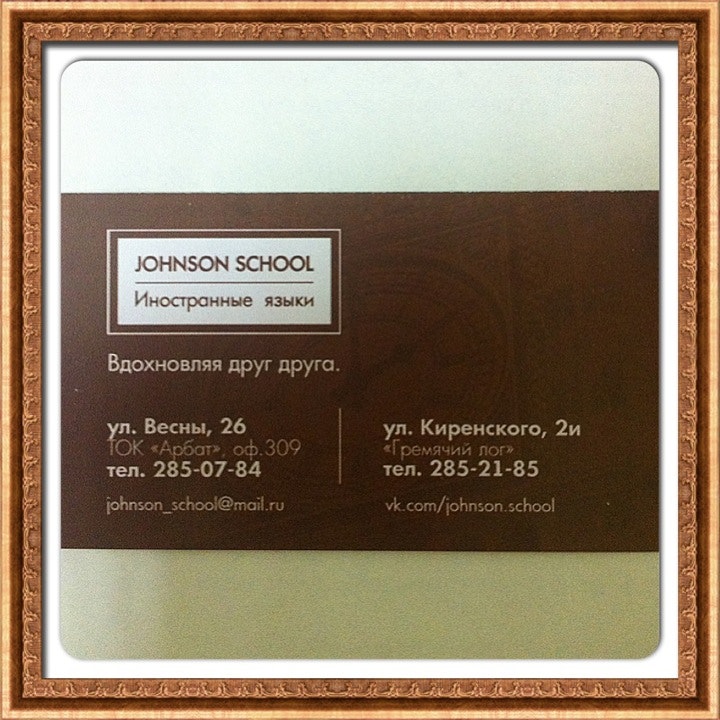 JOHNSON SCHOOL
Иностранные языки
Вдохновляя друг друга.
ул. Весны, 26
ТОК «Арбат», оф.309
тел. 285-07-84
johnson_school@mail.ru
ул. Киренского, 2и
«Гремячий лог»
тел. 285-21-85
vk.com/johnson.school